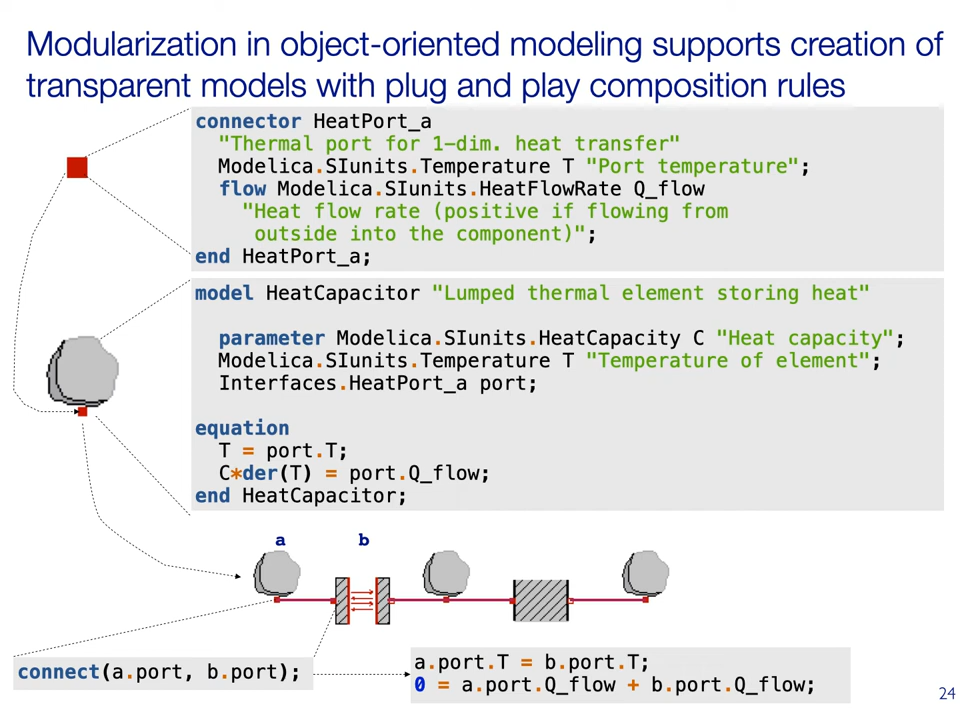 Modularization in object-oriented modeling supports creation of
transparent models with plug and play composition rules
connector HeatPort_a
"Thermal port for 1-dim. heat transfer"
Modelica.SIunits.Temperature T "Port temperature";
flow Modelica.SIunits.HeatFlowRate Q_flow
"Heat flow rate (positive if flowing from
outside into the component)";
end HeatPort_a;
model HeatCapacitor "Lumped thermal element storing heat"
parameter Modelica.SIunits.HeatCapacity C "Heat capacity";
Modelica.SIunits.Temperature T "Temperature of element";
Interfaces.HeatPort_a port;
equation
T = port.T;
C*der(T) = port.Q_flow;
end HeatCapacitor;
a b
connect(a.port, b.port);
a.port.T = b.port.T;
0 = a.port.Q_flow + b.port.Q_flow;
24